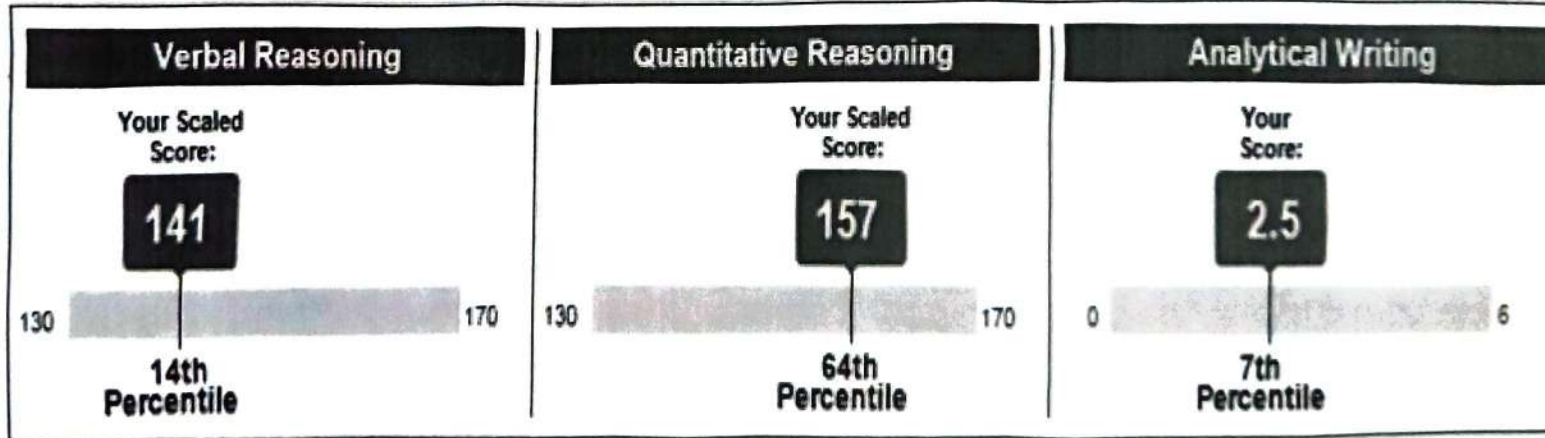 Verbal Reasoning
Your Scaled
Score:
141
130
170
14th
Percentile
Quantitative Reasoning
Your Scaled
Score:
157
130
170
64th
Percentile
Analytical Writing
Your
Score:
2.5
0
6
7th
Percentile